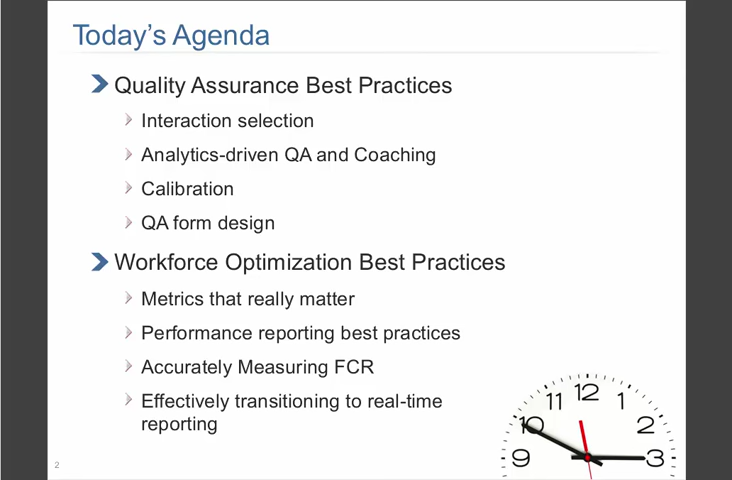 Today's Agenda
Quality Assurance Best Practices
Interaction selection
Analytics-driven QA and Coaching
Calibration
QA form design
Workforce Optimization Best Practices
Metrics that really matter
Performance reporting best practices
Accurately Measuring FCR
Effectively transitioning to real-time
reporting
9
10
11
12
1
2
3
2